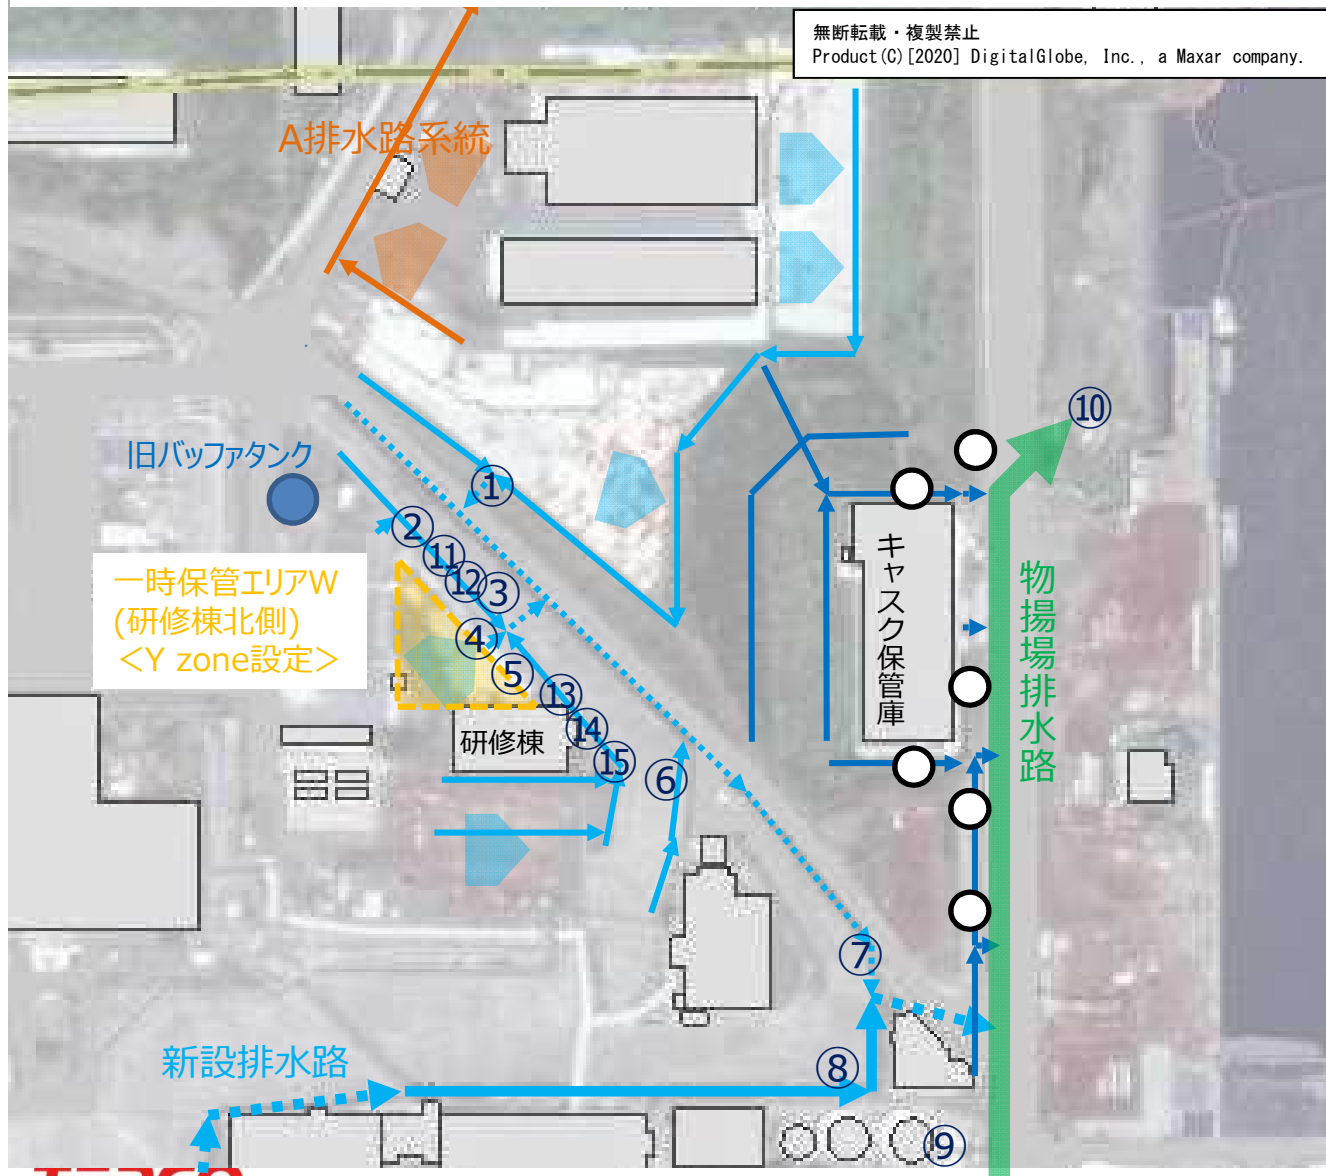 無断転載・複製禁止
Product(C)[2020] DigitalGlobe, Inc., a Maxar company.
A排水路系統
⑩
旧バッファタンク
①
②
⑪
⑫
③
④
⑤
⑬
⑭
⑮
一時保管エリアW
(研修棟北側)
＜Y zone設定＞
研修棟
キャスク保管庫
物揚場排水路
⑥
⑦
新設排水路
⑧
⑨